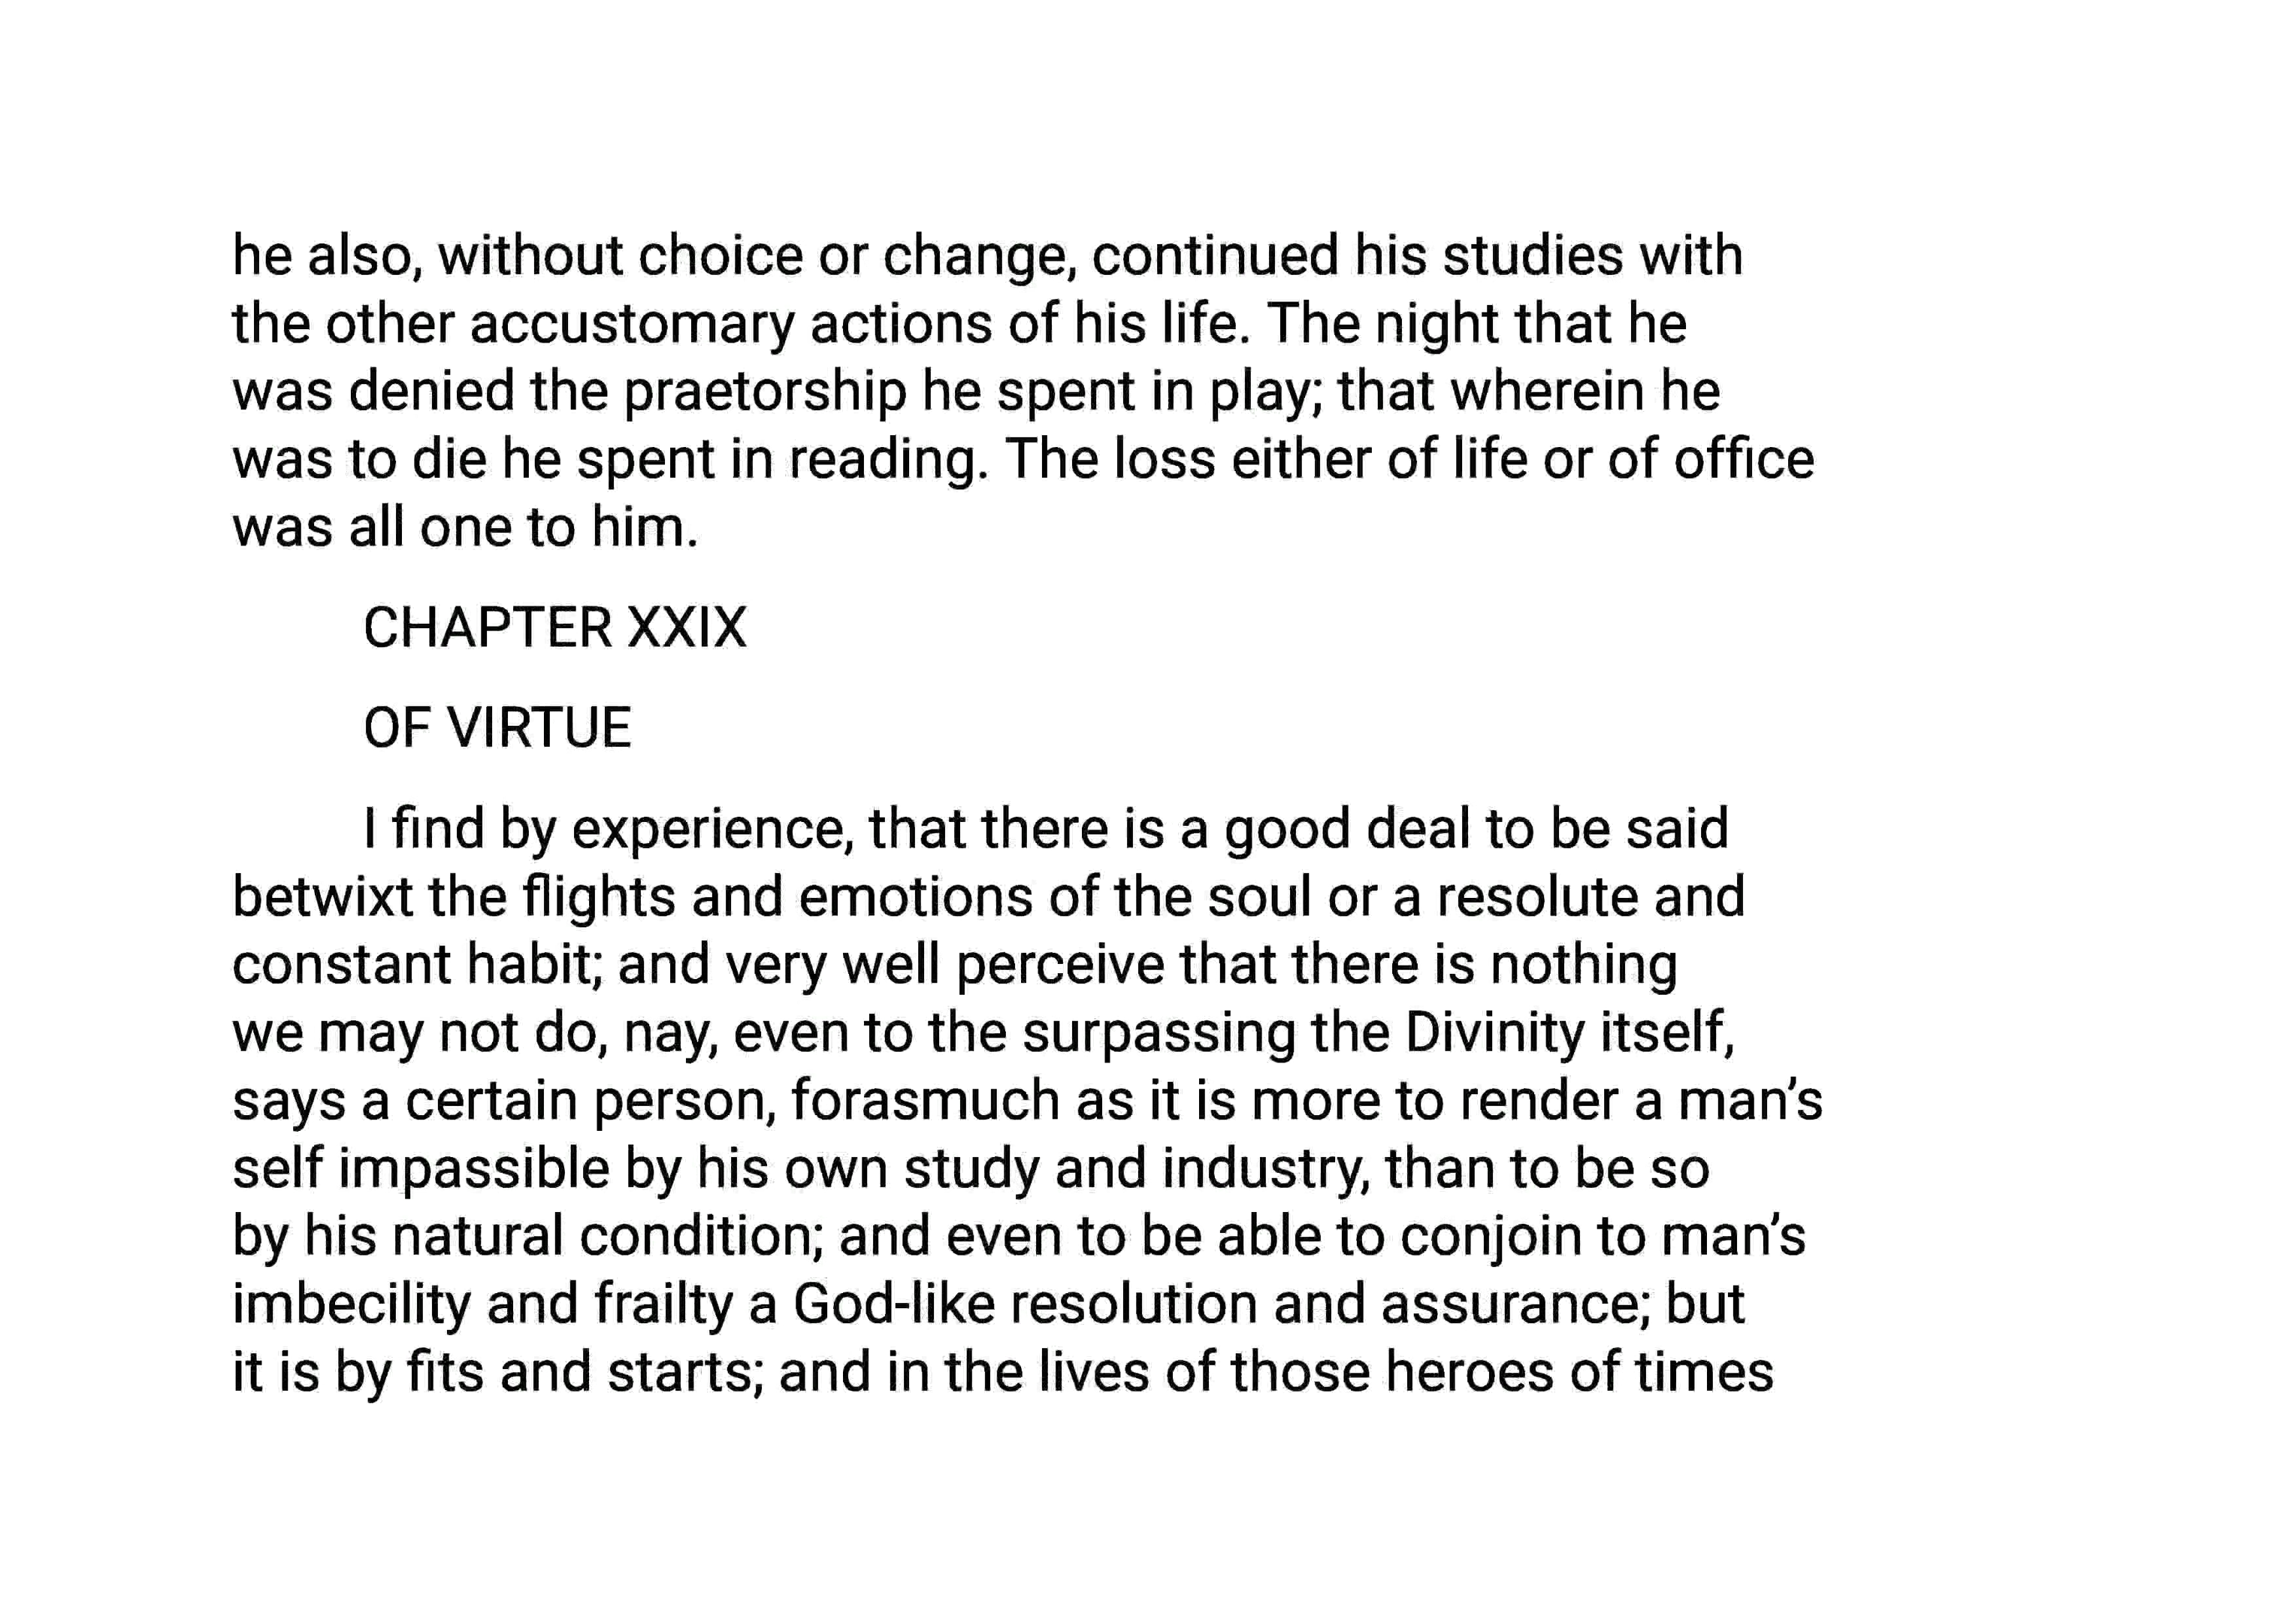 he also, without choice or change, continued his studies with
the other accustomary actions of his life. The night that he
was denied the praetorship he spent in play; that wherein he
was to die he spent in reading. The loss either of life or of office
was all one to him.
CHAPTER XXIX
OF VIRTUE
I find by experience, that there is a good deal to be said
betwixt the flights and emotions of the soul or a resolute and
constant habit; and very well perceive that there is nothing
we may not do, nay, even to the surpassing the Divinity itself,
says a certain person, forasmuch as it is more to render a man’s
self impassible by his own study and industry, than to be so
by his natural condition; and even to be able to conjoin to man’s
imbecility and frailty a God-like resolution and assurance; but
it is by fits and starts; and in the lives of those heroes of times